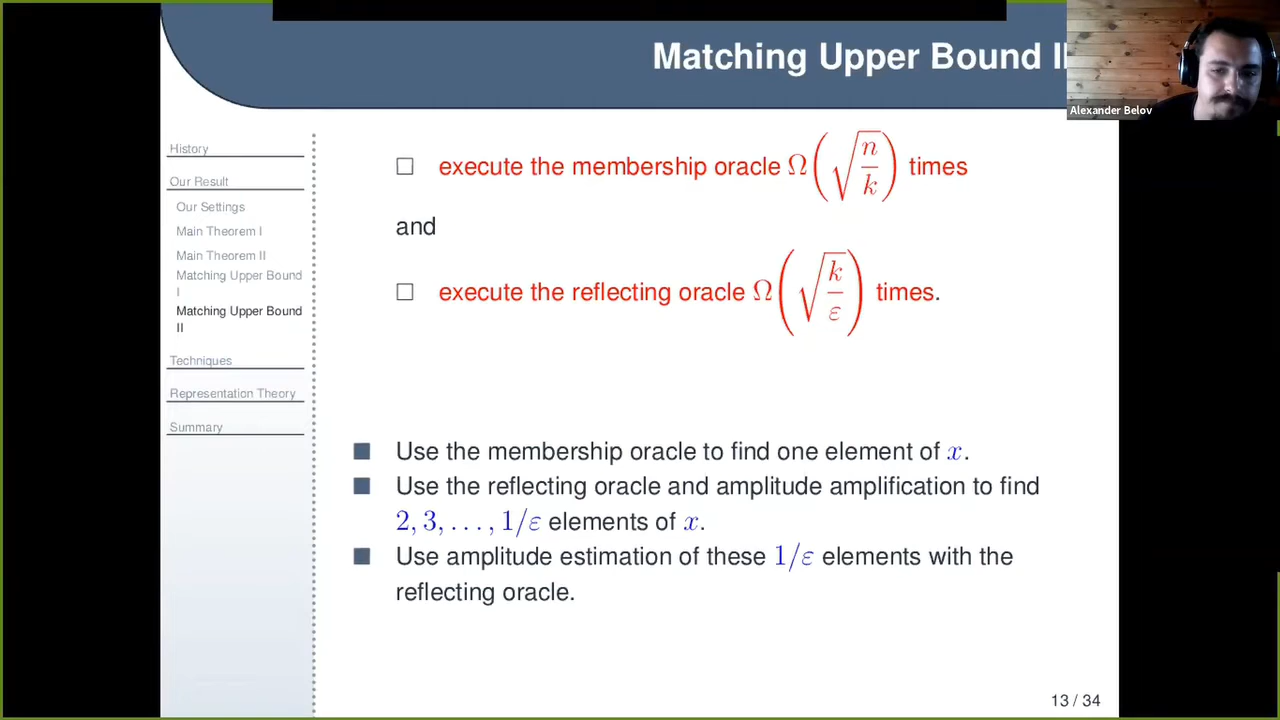 Matching Upper Bound II
Alexander Belov
History
Our Result
Our Settings
Main Theorem I
Main Theorem II
Matching Upper Bound
I
Matching Upper Bound
II
Techniques
Representation Theory
Summary
□ execute the membership oracle Ω(√(n/k)) times
and
□ execute the reflecting oracle Ω(√(k/ε)) times.
■ Use the membership oracle to find one element of x.
■ Use the reflecting oracle and amplitude amplification to find
2, 3, . . . , 1/ε elements of x.
■ Use amplitude estimation of these 1/ε elements with the
reflecting oracle.
13 / 34